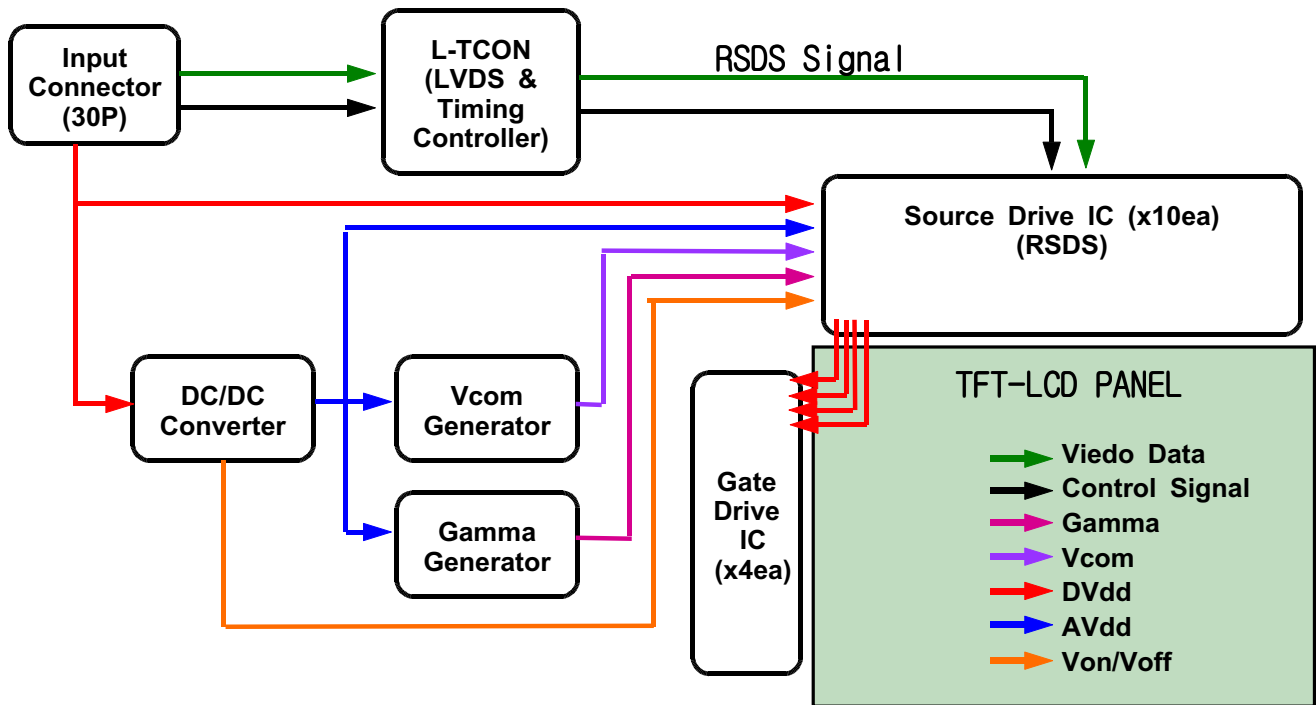 Input
Connector
(30P)
L-TCON
(LVDS &
Timing
Controller)
RSDS Signal
Source Drive IC (x10ea)
(RSDS)
DC/DC
Converter
Vcom
Generator
Gamma
Generator
Gate
Drive
IC
(x4ea)
TFT-LCD PANEL
Viedo Data
Control Signal
Gamma
Vcom
DVdd
AVdd
Von/Voff